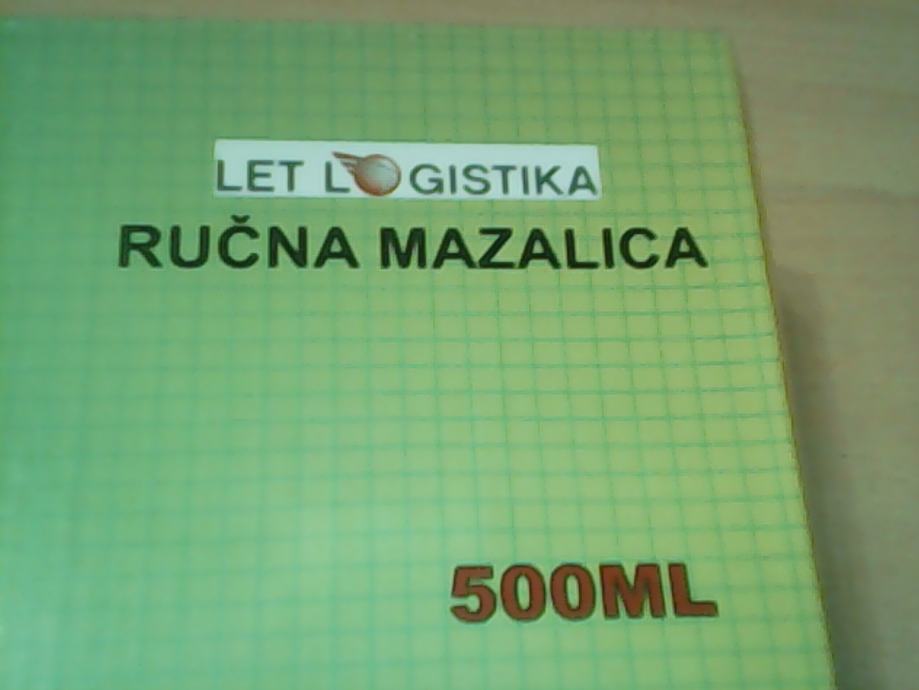 LET LOGISTIKA
RUČNA MAZALICA
500ML